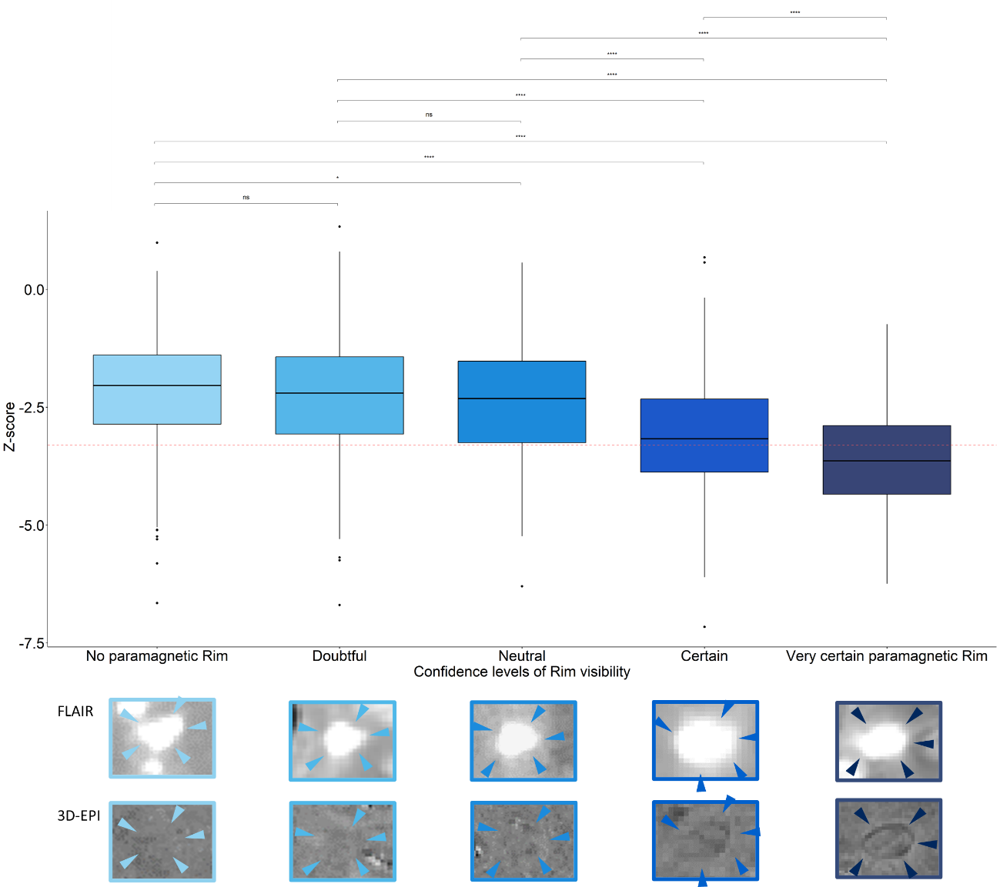 ****
****
****
****
****
ns
****
****
*
ns
0.0
-2.5
-5.0
-7.5
Z-score
No paramagnetic Rim Doubtful Neutral Certain Very certain paramagnetic Rim
Confidence levels of Rim visibility
FLAIR
3D-EPI